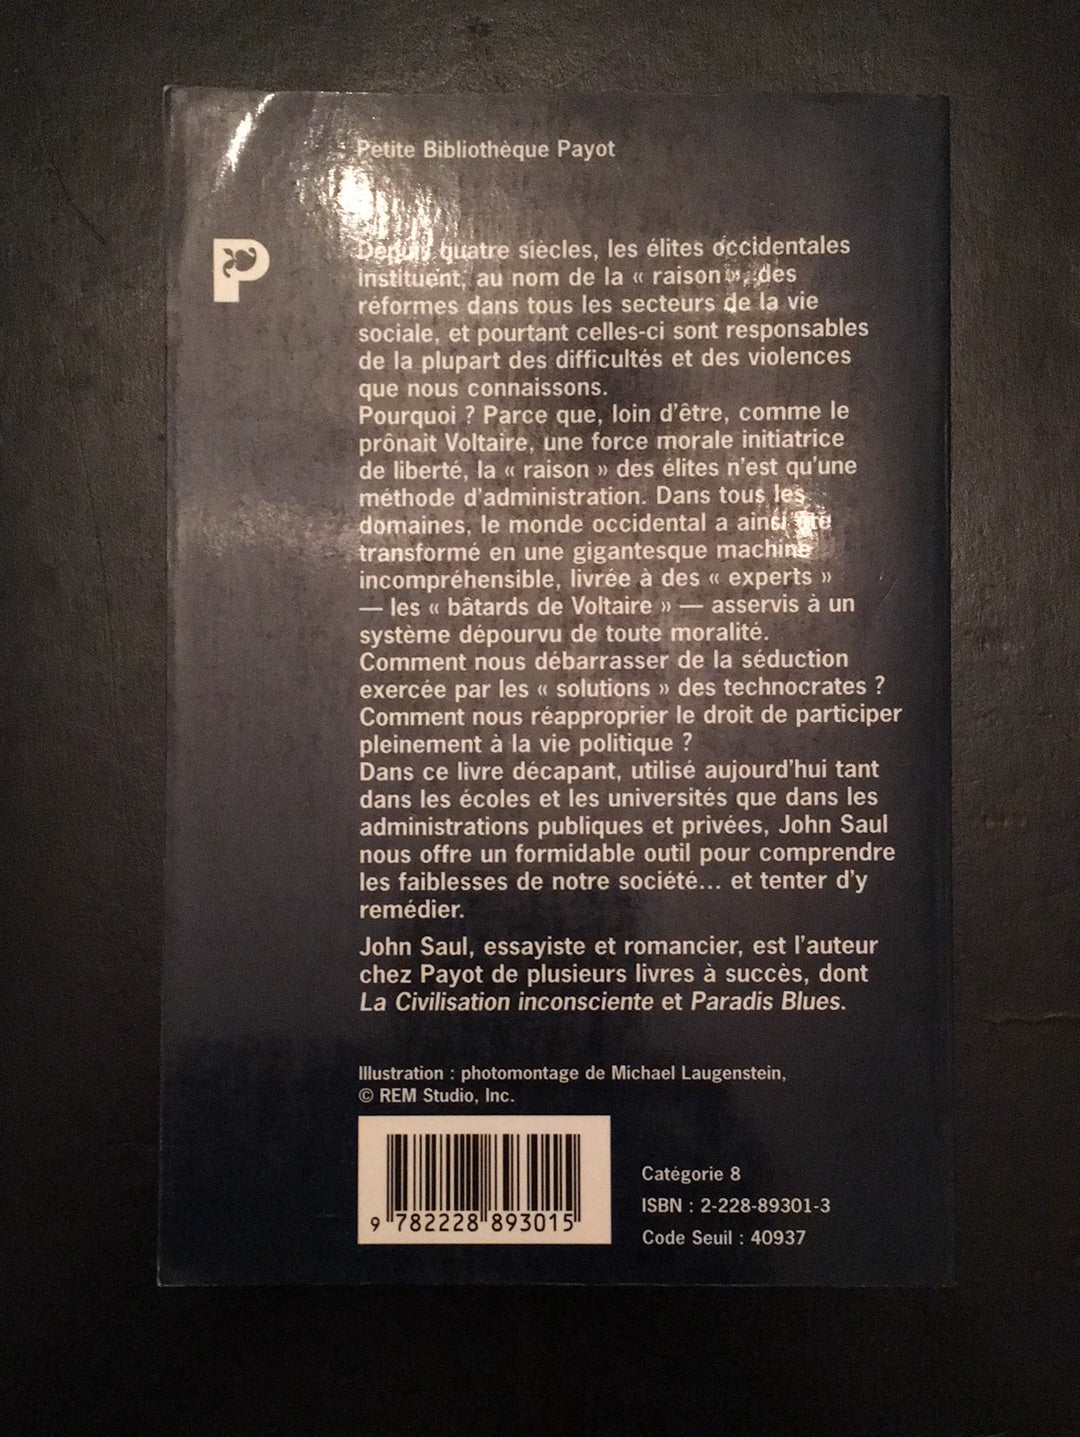 Petite Bibliothèque Payot
P
Depuis quatre siècles, les élites occidentales
instituent, au nom de la « raison », des
réformes dans tous les secteurs de la vie
sociale, et pourtant celles-ci sont responsables
de la plupart des difficultés et des violences
que nous connaissons.
Pourquoi ? Parce que, loin d'être, comme le
prônait Voltaire, une force morale initiatrice
de liberté, la « raison » des élites n'est qu'une
méthode d'administration. Dans tous les
domaines, le monde occidental a ainsi été
transformé en une gigantesque machine
incompréhensible, livrée à des « experts »
— les « bâtards de Voltaire » — asservis à un
système dépourvu de toute moralité.
Comment nous débarrasser de la séduction
exercée par les « solutions » des technocrates ?
Comment nous réapproprier le droit de participer
pleinement à la vie politique ?
Dans ce livre décapant, utilisé aujourd'hui tant
dans les écoles et les universités que dans les
administrations publiques et privées, John Saul
nous offre un formidable outil pour comprendre
les faiblesses de notre société... et tenter d'y
remédier.
John Saul, essayiste et romancier, est l'auteur
chez Payot de plusieurs livres à succès, dont
La Civilisation inconsciente et Paradis Blues.
Illustration : photomontage de Michael Laugenstein,
© REM Studio, Inc.
9 782228 893015
Catégorie 8
ISBN : 2-228-89301-3
Code Seuil : 40937